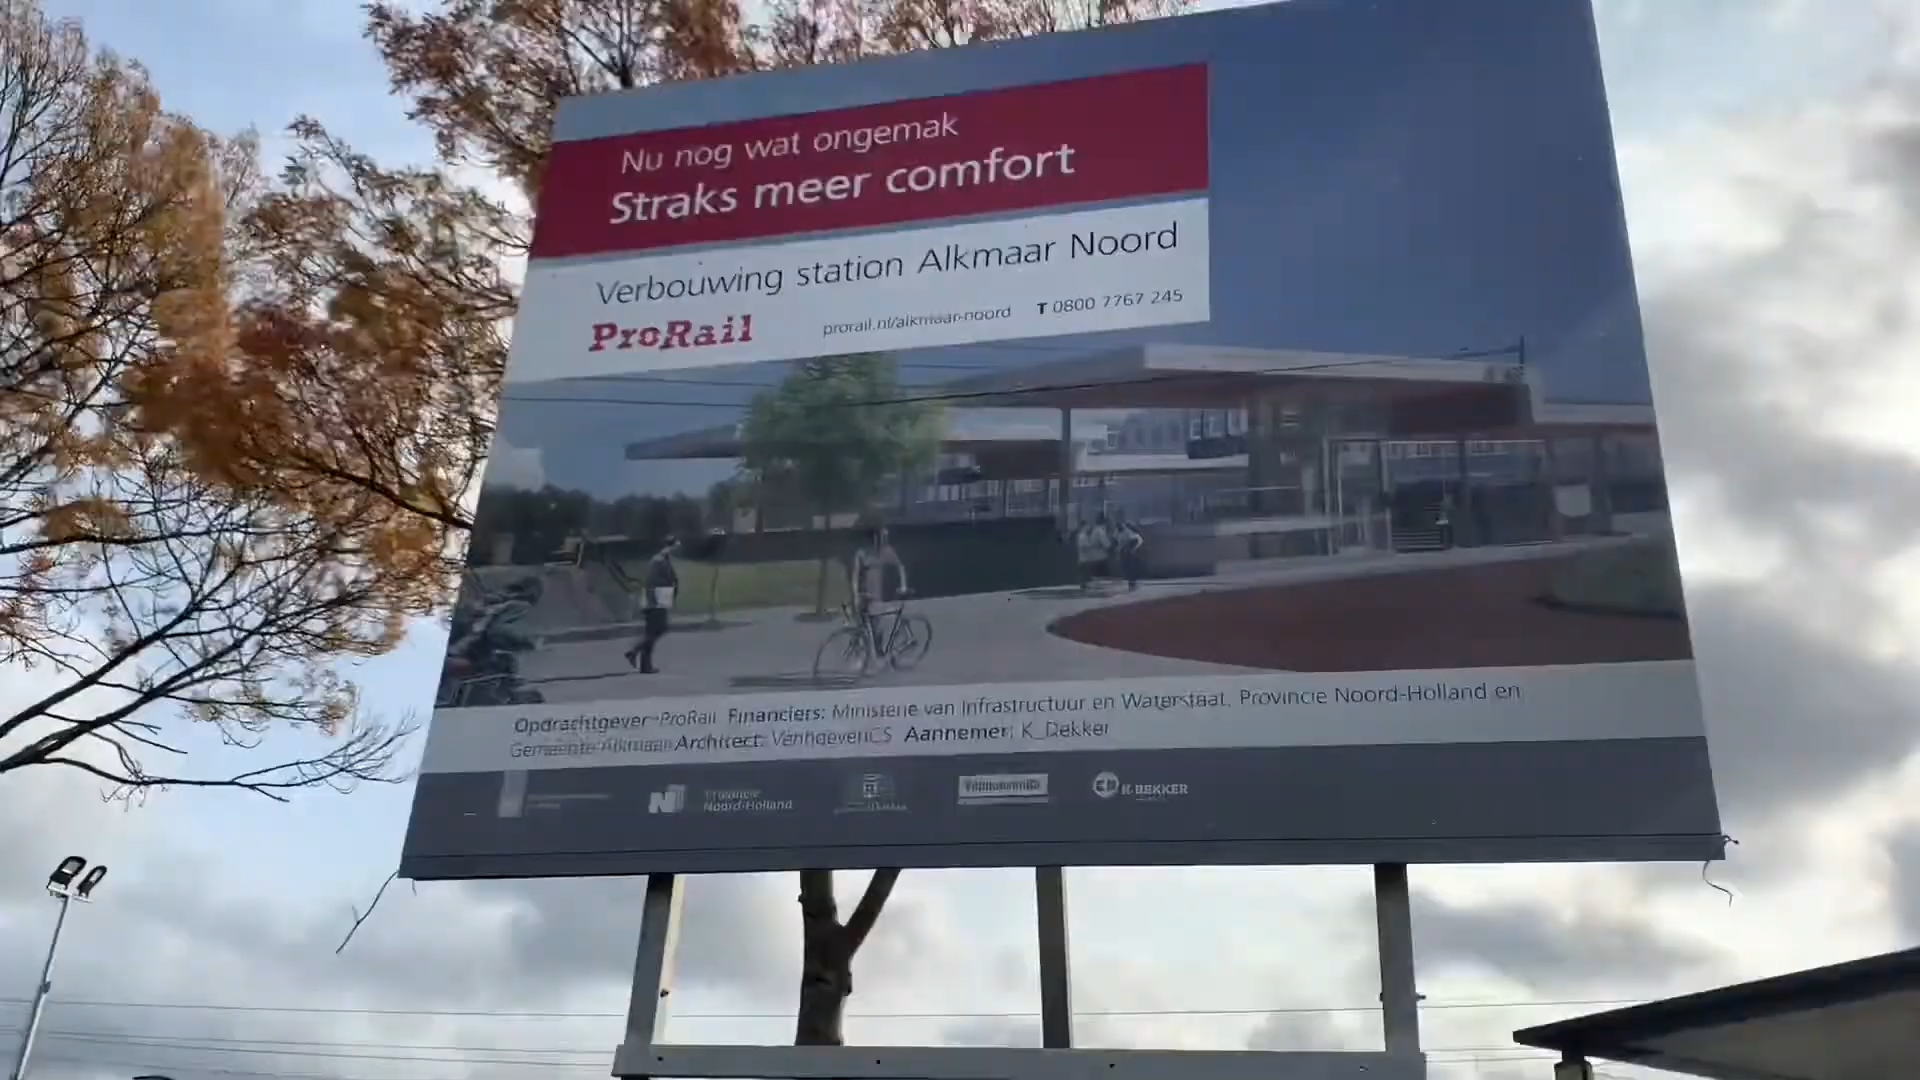 Nu nog wat ongemak
Straks meer comfort
Verbouwing station Alkmaar Noord
ProRail prorail.nl/alkmaar-noord T 0800 7767 245
Opdrachtgever: ProRail Financiers: Ministerie van Infrastructuur en Waterstaat, Provincie Noord-Holland en
Gemeente Alkmaar Architect: VenhoevenCS Aannemer: K_Dekker
Provincie
Noord-Holland
K_DEKKER